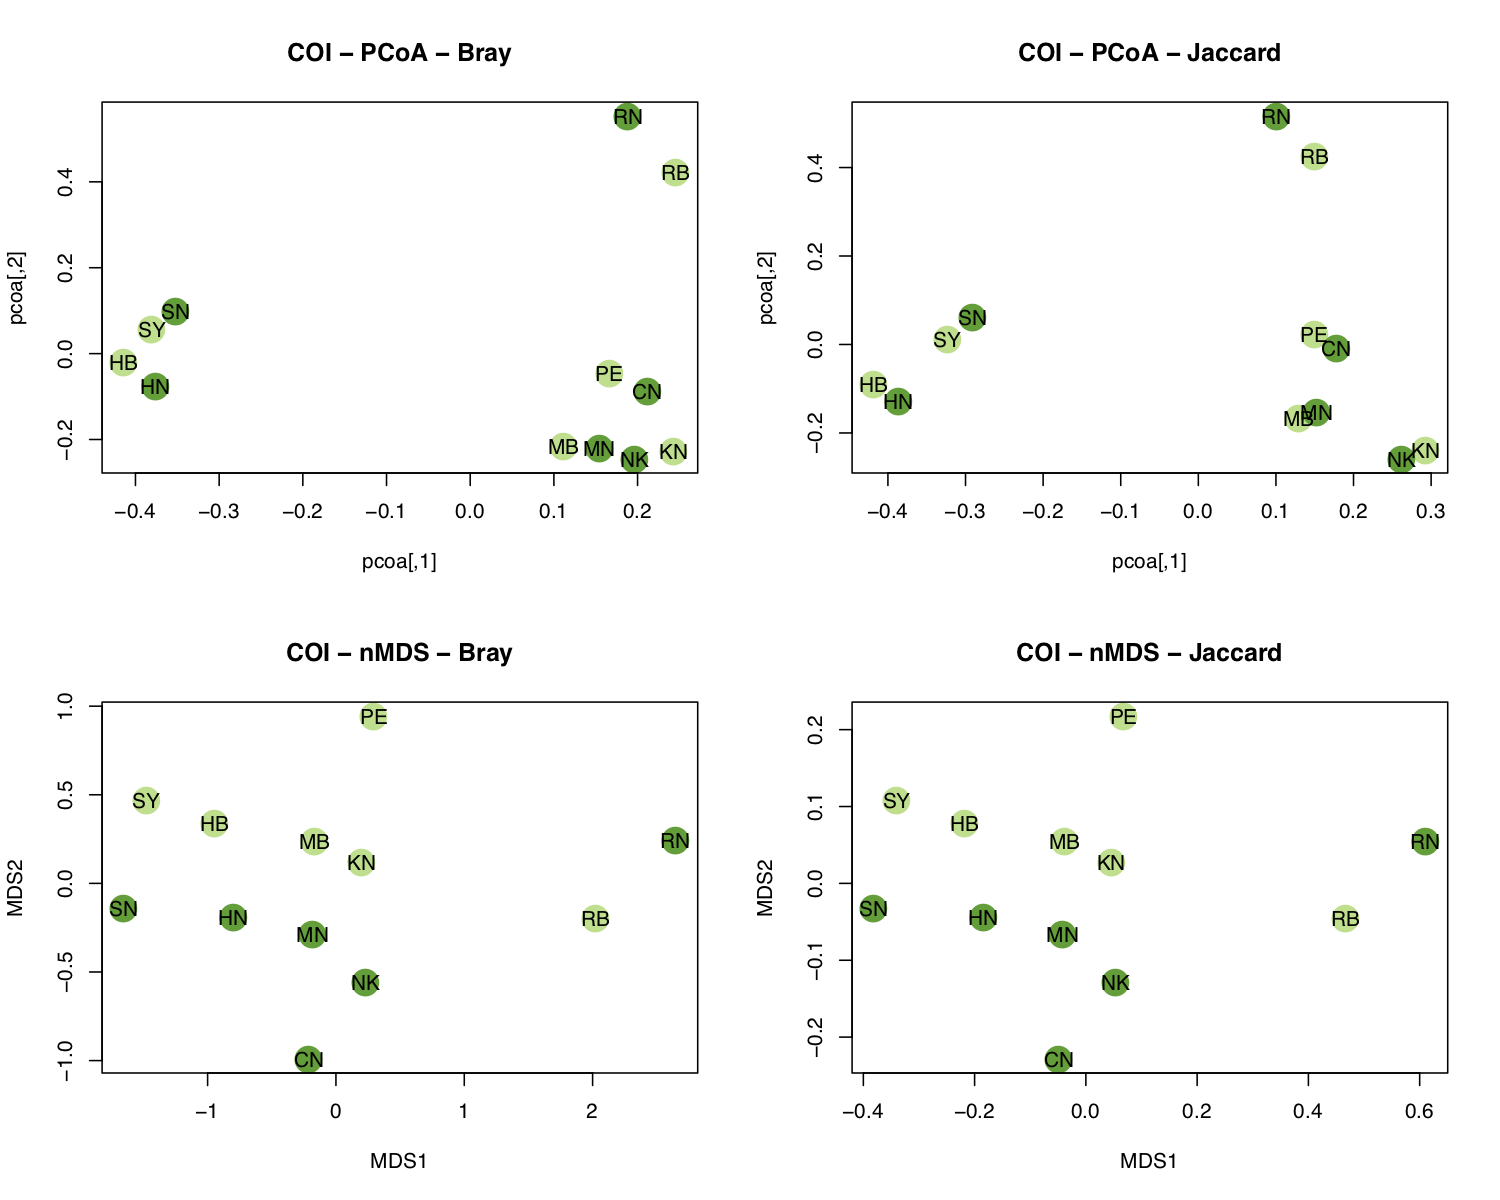 COI – PCoA – Bray
pcoa[,2]
0.4
0.2
0.0
−0.2
RN
RB
SN
SY
HB
HN
PE
CN
MB
MN
NK
KN
−0.4
−0.3
−0.2
−0.1
0.0
0.1
0.2
pcoa[,1]
COI – PCoA – Jaccard
pcoa[,2]
0.4
0.2
0.0
−0.2
RN
RB
SN
SY
PE
CN
HB
HN
MN
MB
KN
NK
−0.4
−0.3
−0.2
−0.1
0.0
0.1
0.2
0.3
pcoa[,1]
COI – nMDS – Bray
MDS2
1.0
0.5
0.0
−0.5
−1.0
PE
SY
HB
MB
RN
KN
SN
HN
RB
MN
NK
CN
−1
0
1
2
MDS1
COI – nMDS – Jaccard
MDS2
0.2
0.1
0.0
−0.1
−0.2
PE
SY
HB
MB
RN
KN
SN
HN
RB
MN
NK
CN
−0.4
−0.2
0.0
0.2
0.4
0.6
MDS1